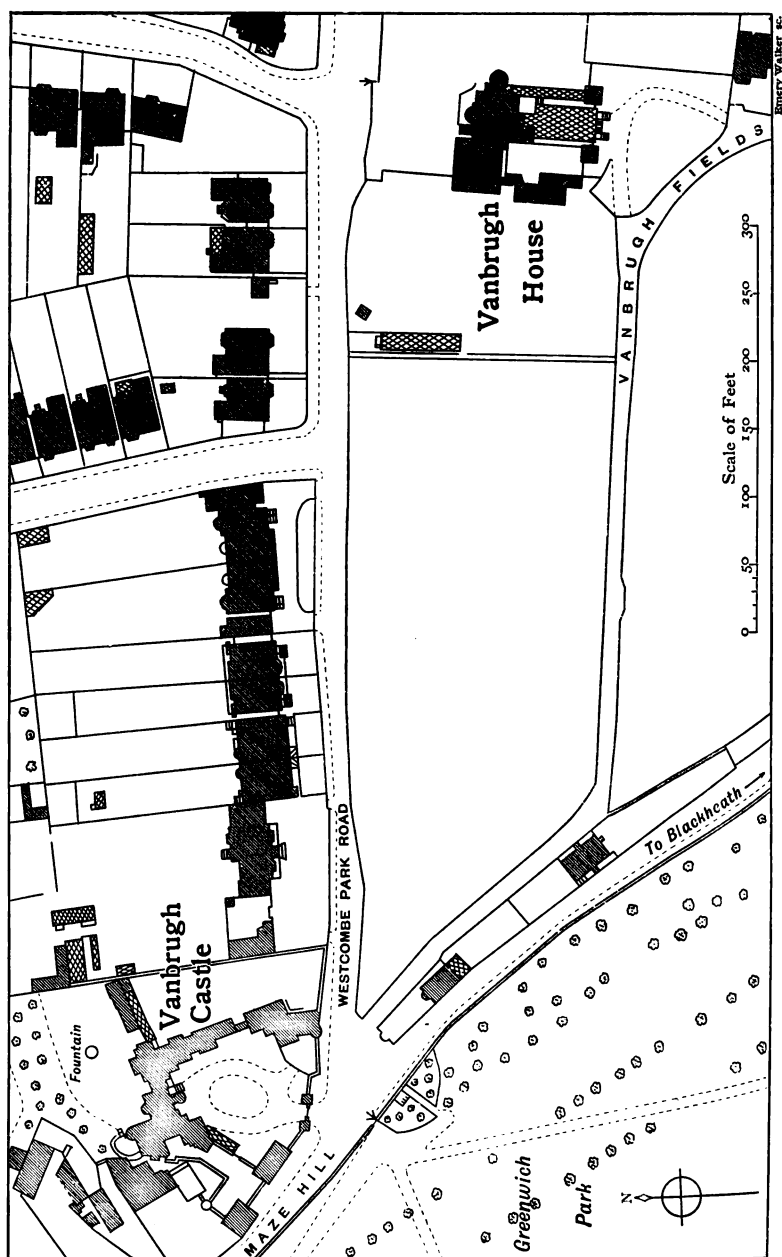 Emery Walker sc.
VANBRUGH FIELDS
Vanbrugh
House
300
250
200
150
100
50
0
Scale of Feet
WESTCOMBE PARK ROAD
To Blackheath
Vanbrugh
Castle
Fountain
MAZE HILL
Greenwich
Park
N